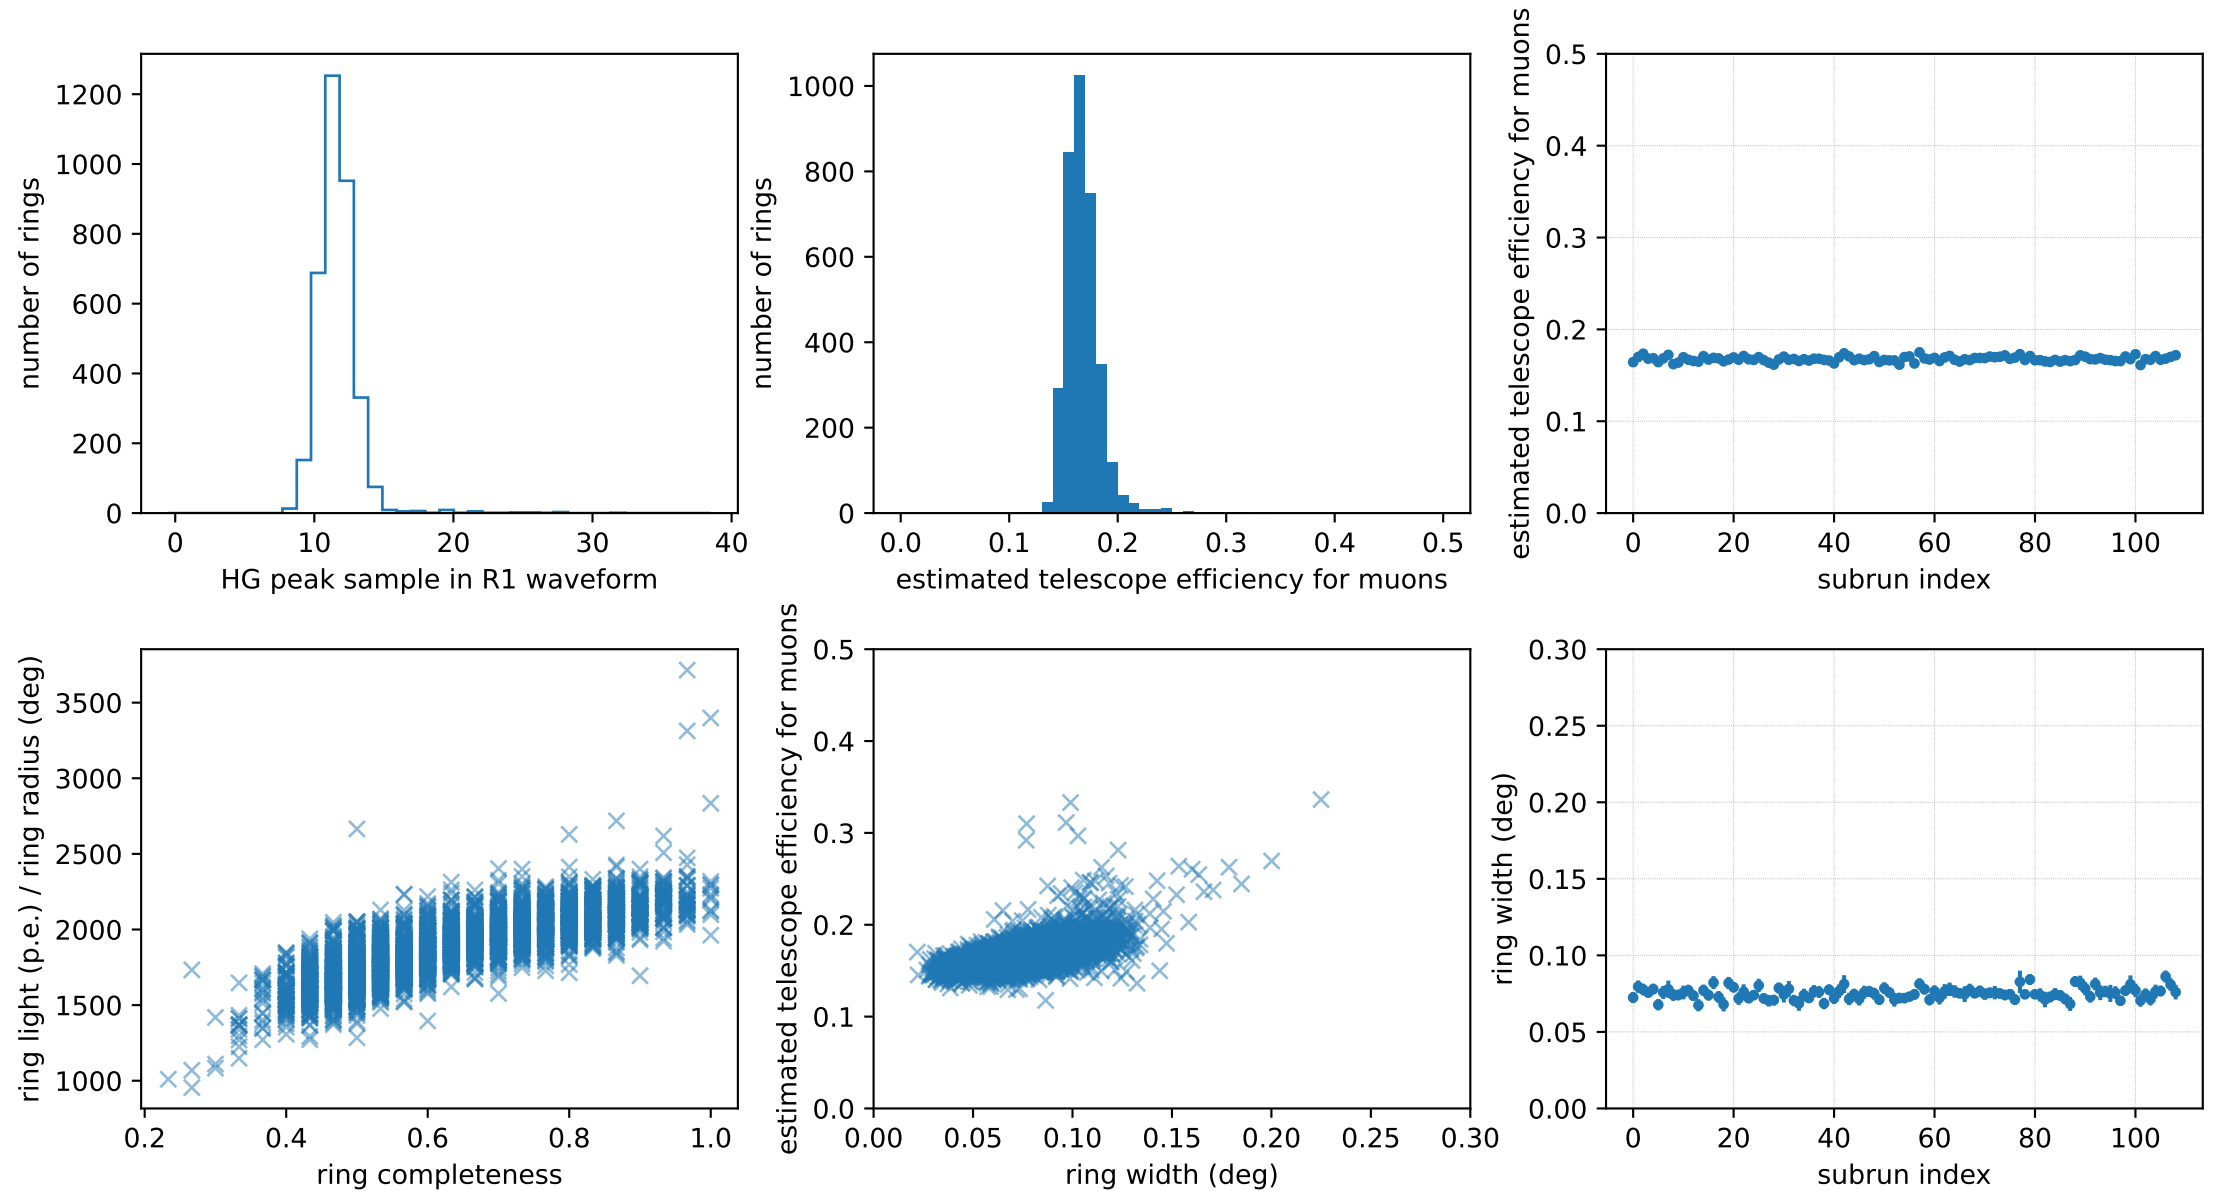 number of rings
1200
1000
800
600
400
200
0
0 10 20 30 40
HG peak sample in R1 waveform
number of rings
1000
800
600
400
200
0
0.0 0.1 0.2 0.3 0.4 0.5
estimated telescope efficiency for muons
estimated telescope efficiency for muons
0.5
0.4
0.3
0.2
0.1
0.0
0 20 40 60 80 100
subrun index
ring light (p.e.) / ring radius (deg)
3500
3000
2500
2000
1500
1000
0.2 0.4 0.6 0.8 1.0
ring completeness
estimated telescope efficiency for muons
0.5
0.4
0.3
0.2
0.1
0.0
0.00 0.05 0.10 0.15 0.20 0.25 0.30
ring width (deg)
ring width (deg)
0.30
0.25
0.20
0.15
0.10
0.05
0.00
0 20 40 60 80 100
subrun index